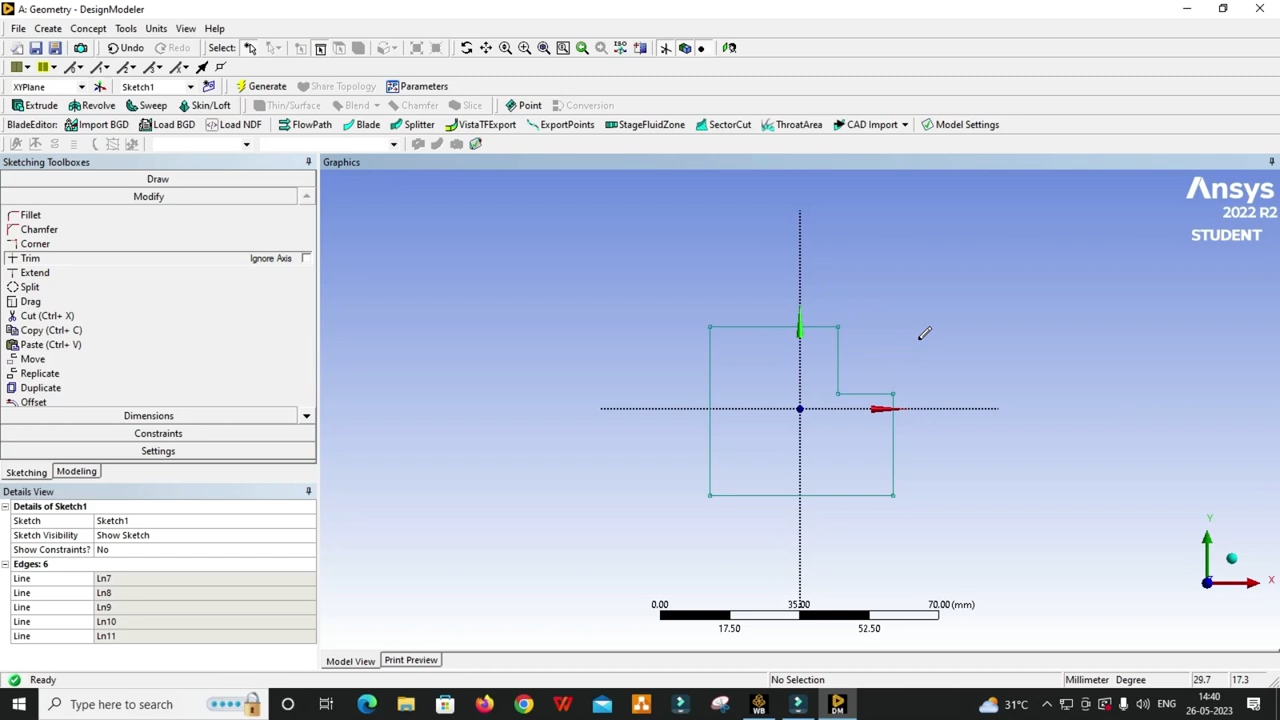 A: Geometry - DesignModeler
File Create Concept Tools Units View Help
Undo Redo Select:
XYPlane Sketch1 Generate Share Topology Parameters
Extrude Revolve Sweep Skin/Loft Thin/Surface Blend Chamfer Slice Point Conversion
BladeEditor: Import BGD Load BGD Load NDF FlowPath Blade Splitter VistaTFExport ExportPoints StageFluidZone SectorCut ThroatArea CAD Import Model Settings
Sketching Toolboxes
Graphics
Draw
Modify
Fillet
Chamfer
Corner
Trim Ignore Axis
Extend
Split
Drag
Cut (Ctrl+ X)
Copy (Ctrl+ C)
Paste (Ctrl+ V)
Move
Replicate
Duplicate
Offset
Dimensions
Constraints
Settings
Sketching Modeling
Details View
Details of Sketch1
Sketch Sketch1
Sketch Visibility Show Sketch
Show Constraints? No
Edges: 6
Line Ln7
Line Ln8
Line Ln9
Line Ln10
Line Ln11
Ansys
2022 R2
STUDENT
Y
X
0.00 35.00 70.00 (mm)
17.50 52.50
Model View Print Preview
Ready No Selection Millimeter Degree 29.7 17.3
Type here to search
WB
DM
31°C
ENG
14:40
26-05-2023